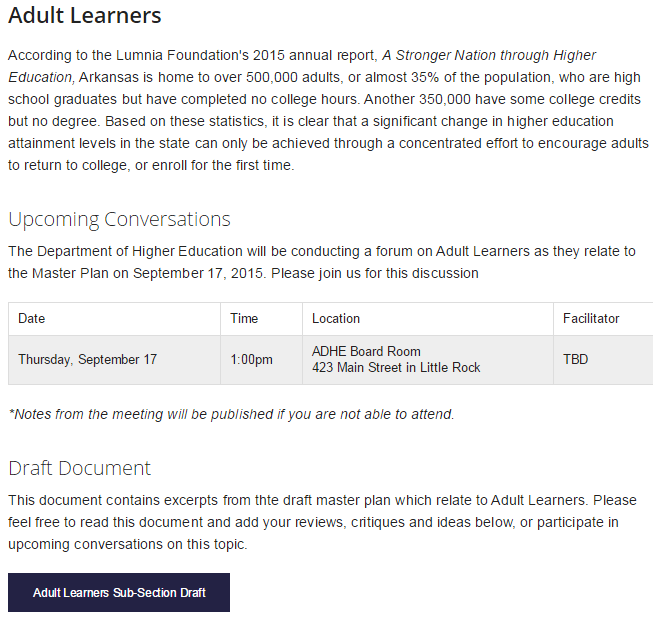 Adult Learners
According to the Lumnia Foundation's 2015 annual report, A Stronger Nation through Higher
Education, Arkansas is home to over 500,000 adults, or almost 35% of the population, who are high
school graduates but have completed no college hours. Another 350,000 have some college credits
but no degree. Based on these statistics, it is clear that a significant change in higher education
attainment levels in the state can only be achieved through a concentrated effort to encourage adults
to return to college, or enroll for the first time.
Upcoming Conversations
The Department of Higher Education will be conducting a forum on Adult Learners as they relate to
the Master Plan on September 17, 2015. Please join us for this discussion
Date Time Location Facilitator
Thursday, September 17 1:00pm ADHE Board Room TBD
423 Main Street in Little Rock
*Notes from the meeting will be published if you are not able to attend.
Draft Document
This document contains excerpts from thte draft master plan which relate to Adult Learners. Please
feel free to read this document and add your reviews, critiques and ideas below, or participate in
upcoming conversations on this topic.
Adult Learners Sub-Section Draft